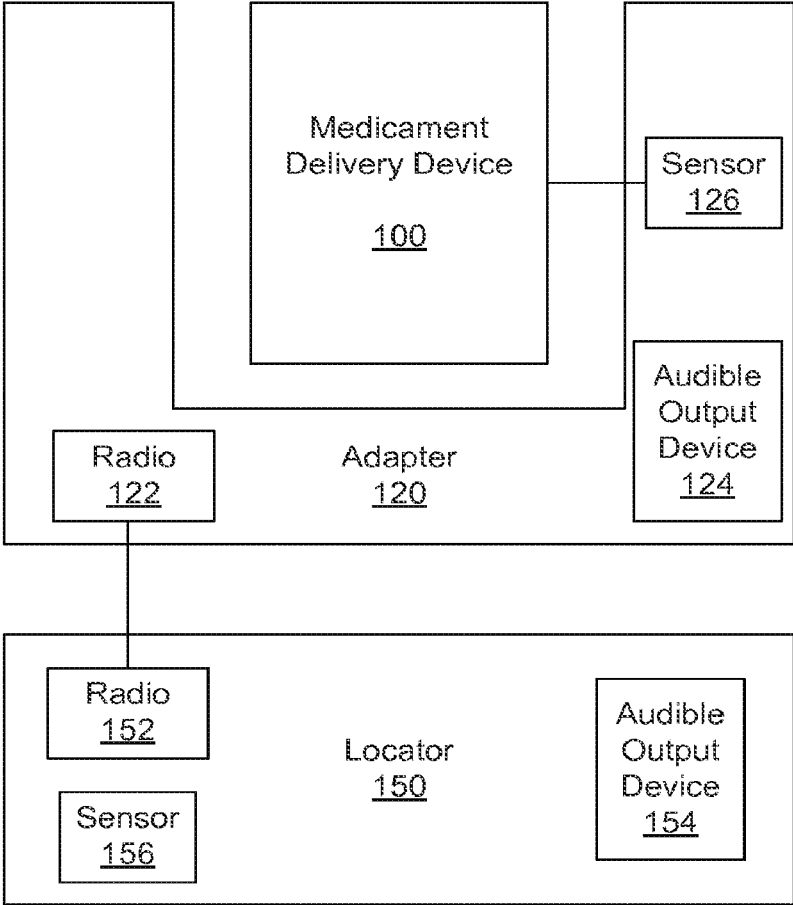 Medicament
Delivery Device
100
Sensor
126
Audible
Output
Device
124
Radio
122
Adapter
120
Radio
152
Locator
150
Audible
Output
Device
154
Sensor
156